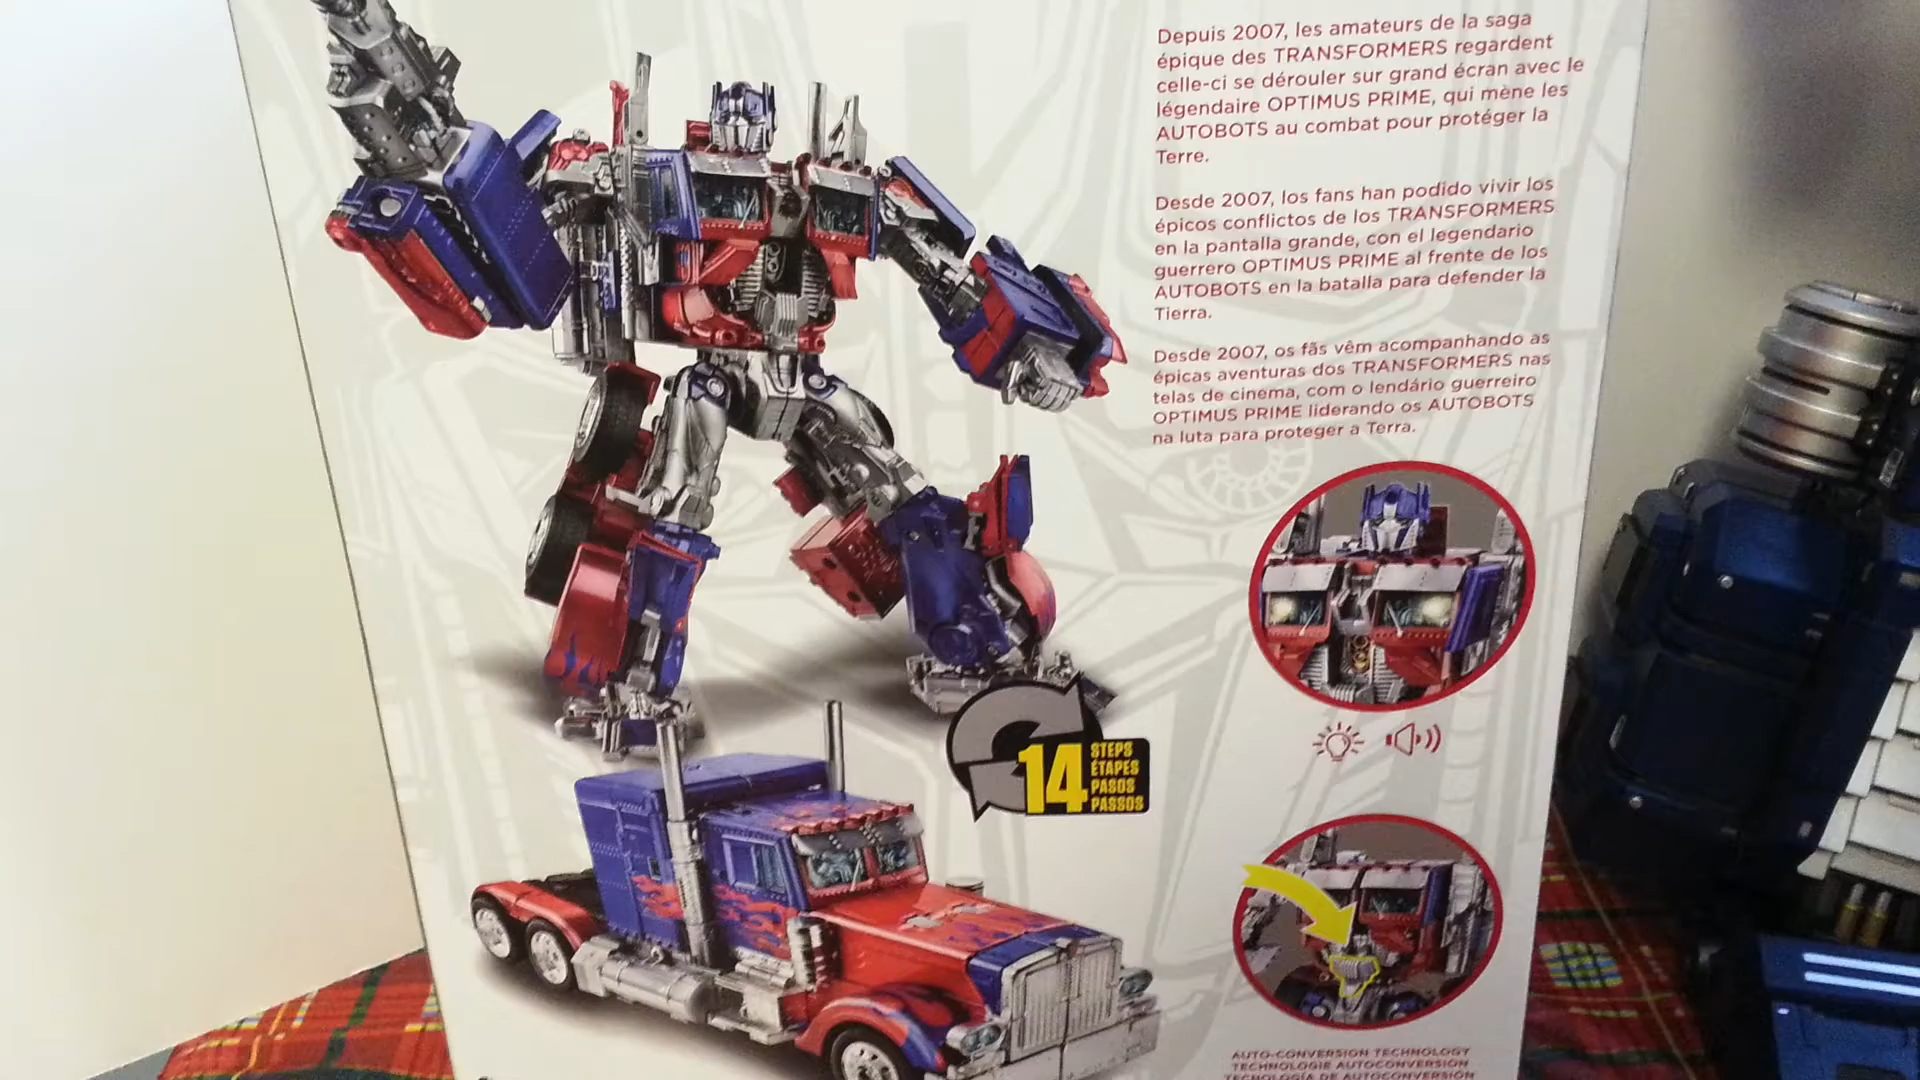 Depuis 2007, les amateurs de la saga
épique des TRANSFORMERS regardent
celle-ci se dérouler sur grand écran avec le
légendaire OPTIMUS PRIME, qui mène les
AUTOBOTS au combat pour protéger la
Terre.
Desde 2007, los fans han podido vivir los
épicos conflictos de los TRANSFORMERS
en la pantalla grande, con el legendario
guerrero OPTIMUS PRIME al frente de los
AUTOBOTS en la batalla para defender la
Tierra.
Desde 2007, os fãs vêm acompanhando as
épicas aventuras dos TRANSFORMERS nas
telas de cinema, com o lendário guerreiro
OPTIMUS PRIME liderando os AUTOBOTS
na luta para proteger a Terra.
14
STEPS
ÉTAPES
PASOS
PASSOS
AUTO-CONVERSION TECHNOLOGY
TECHNOLOGIE AUTOCONVERSION
TECNOLOGÍA DE AUTOCONVERSIÓN